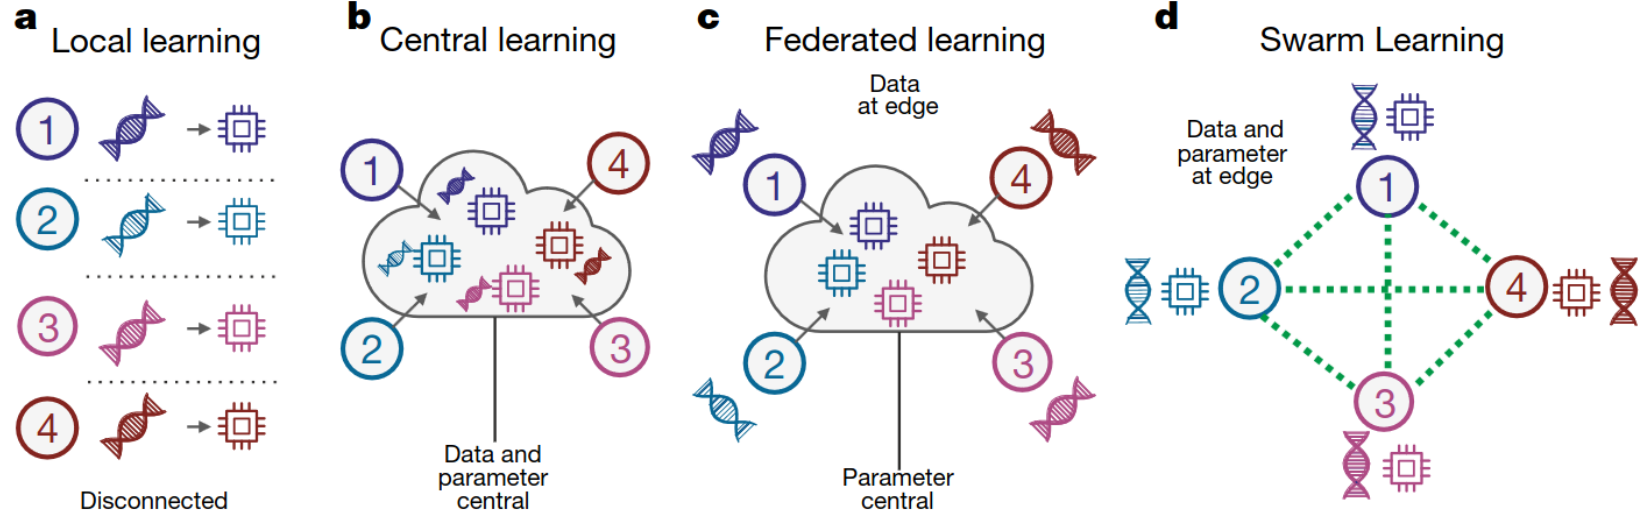 a
Local learning
1
2
3
4
Disconnected
b
Central learning
1
4
2
3
Data and
parameter
central
c
Federated learning
Data
at edge
1
4
2
3
Parameter
central
d
Swarm Learning
Data and
parameter
at edge
1
2
4
3